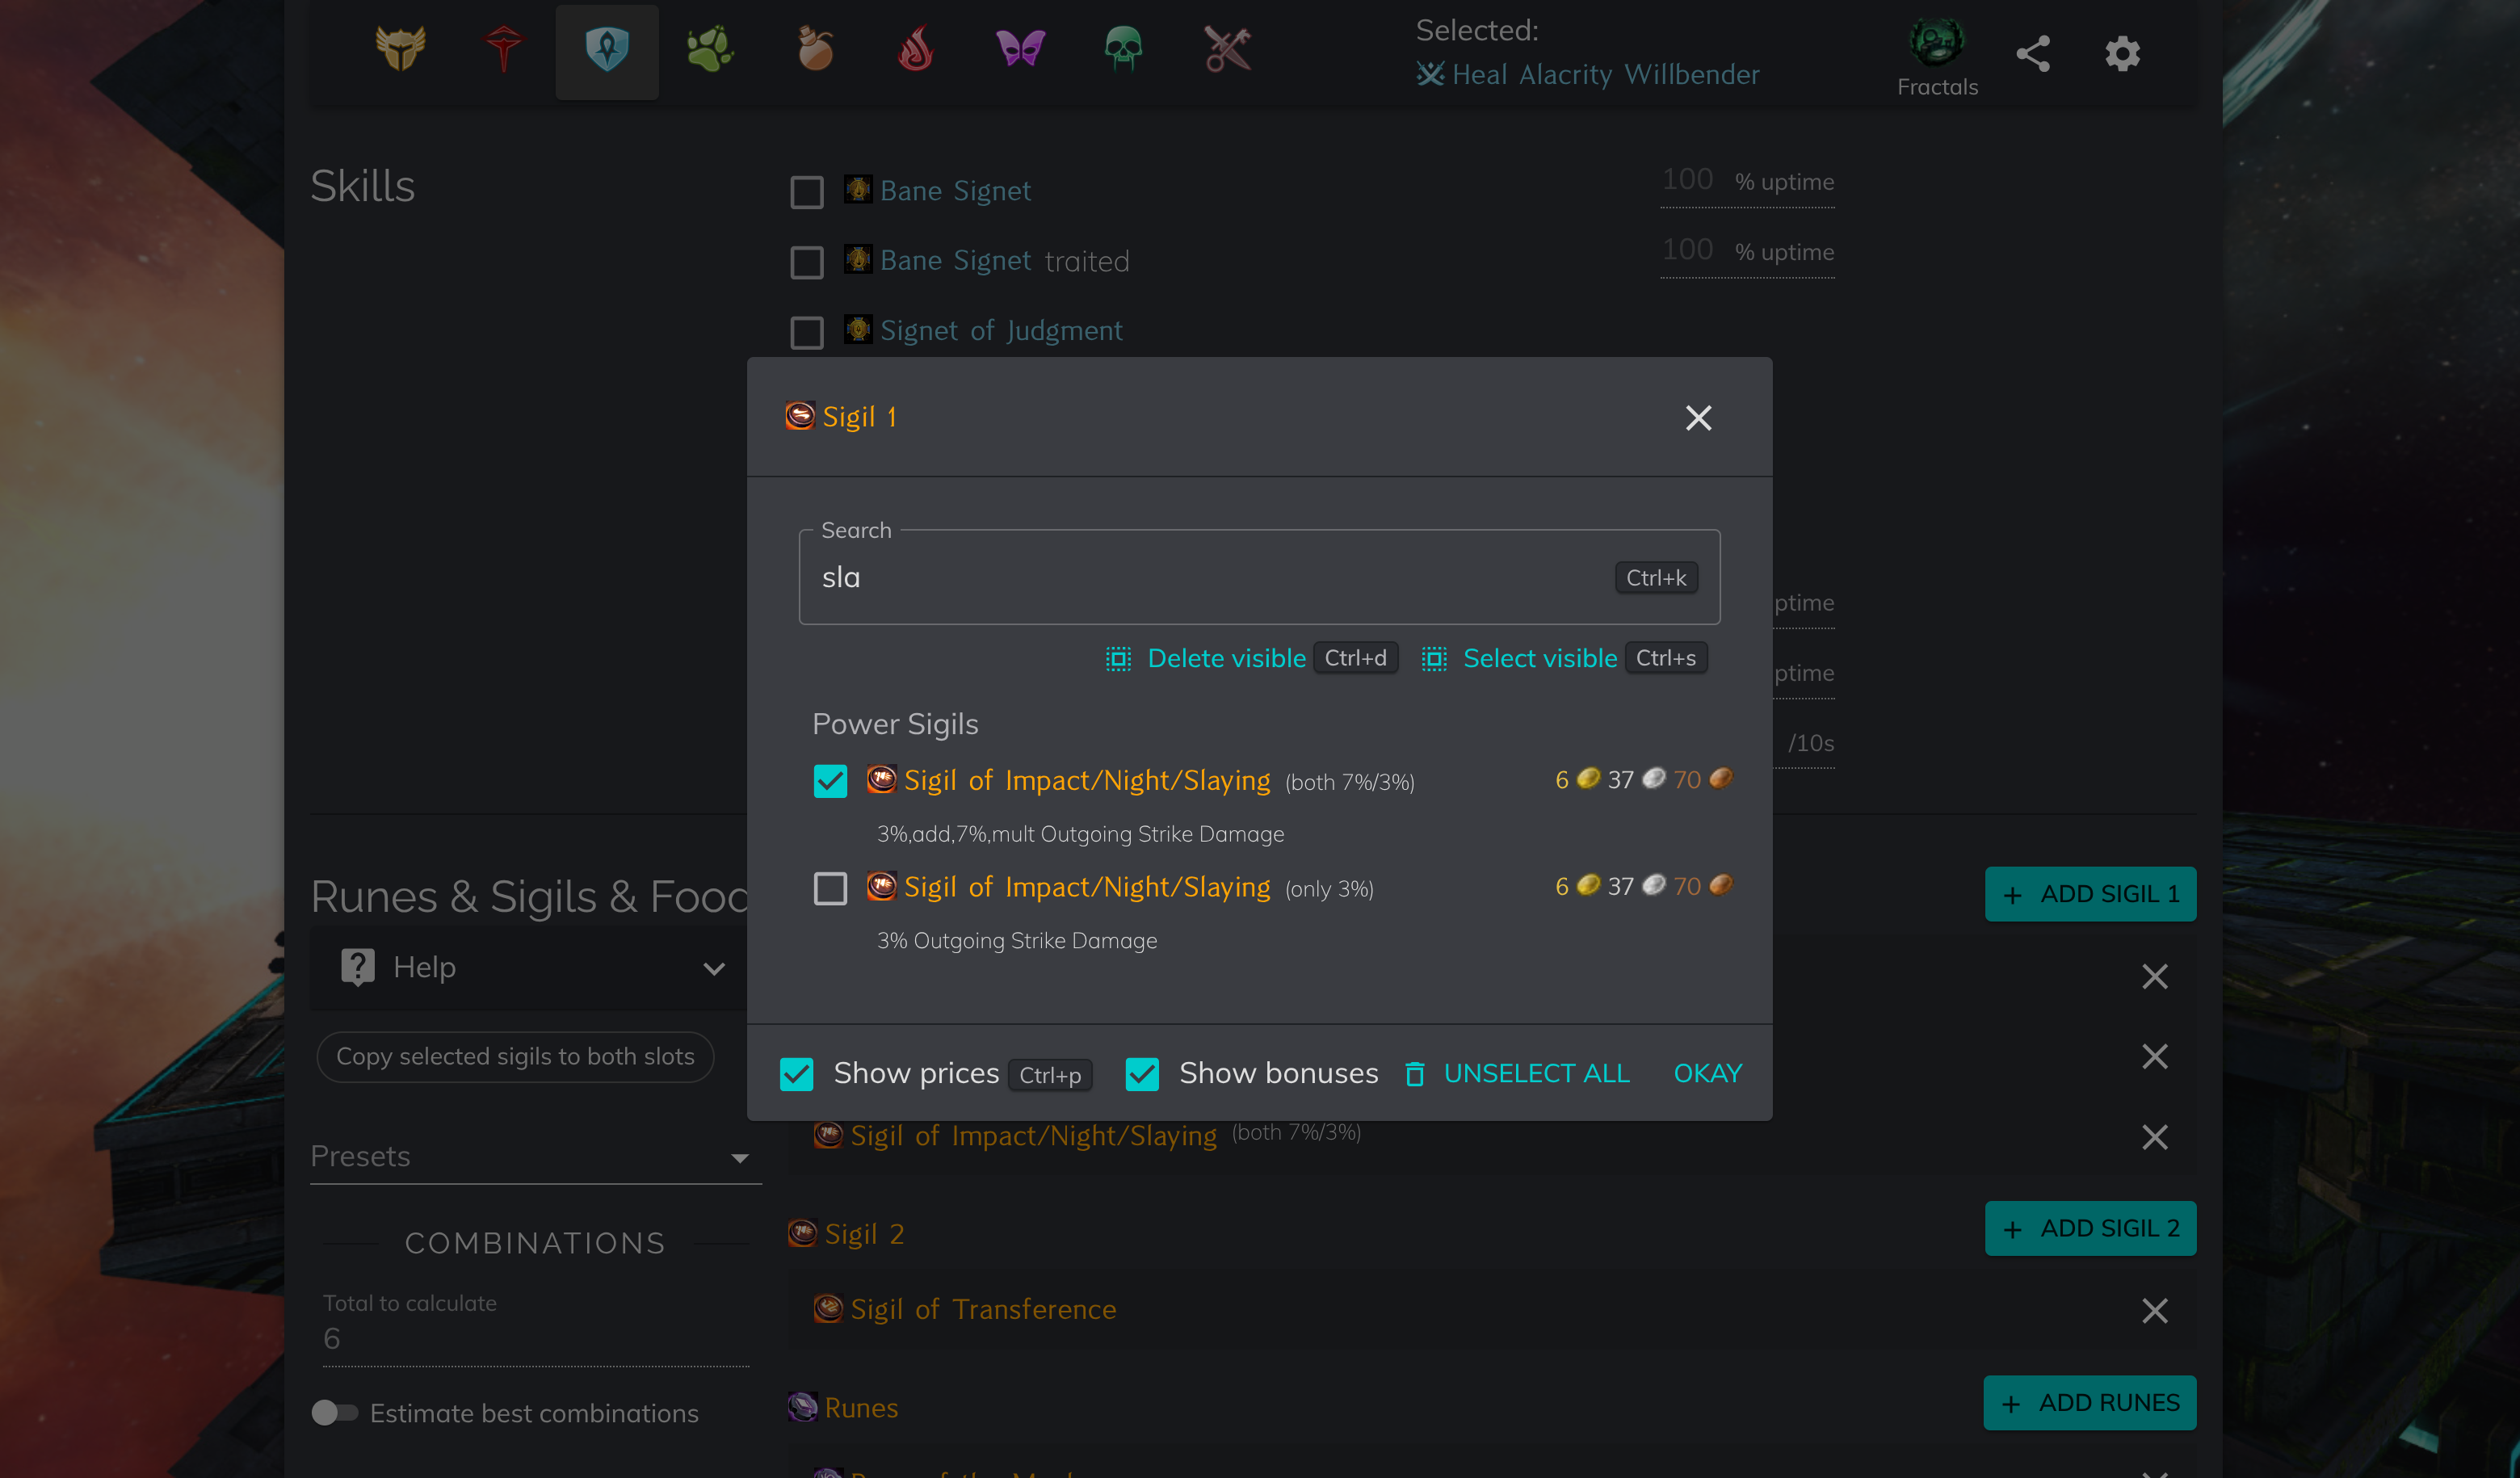 Selected:
Heal Alacrity Willbender
Fractals
Skills
Bane Signet
100 % uptime
Bane Signet traited
100 % uptime
Signet of Judgment
Sigil 1
Search
sla
Ctrl+k
ptime
Delete visible Ctrl+d Select visible Ctrl+s
ptime
Power Sigils
/10s
Sigil of Impact/Night/Slaying (both 7%/3%) 6 37 70
3%,add,7%,mult Outgoing Strike Damage
Sigil of Impact/Night/Slaying (only 3%) 6 37 70
3% Outgoing Strike Damage
Runes & Sigils & Food
+ ADD SIGIL 1
Help
Copy selected sigils to both slots
Show prices Ctrl+p Show bonuses UNSELECT ALL OKAY
Sigil of Impact/Night/Slaying (both 7%/3%)
Presets
Sigil 2
+ ADD SIGIL 2
COMBINATIONS
Total to calculate
6
Sigil of Transference
Estimate best combinations
Runes
+ ADD RUNES